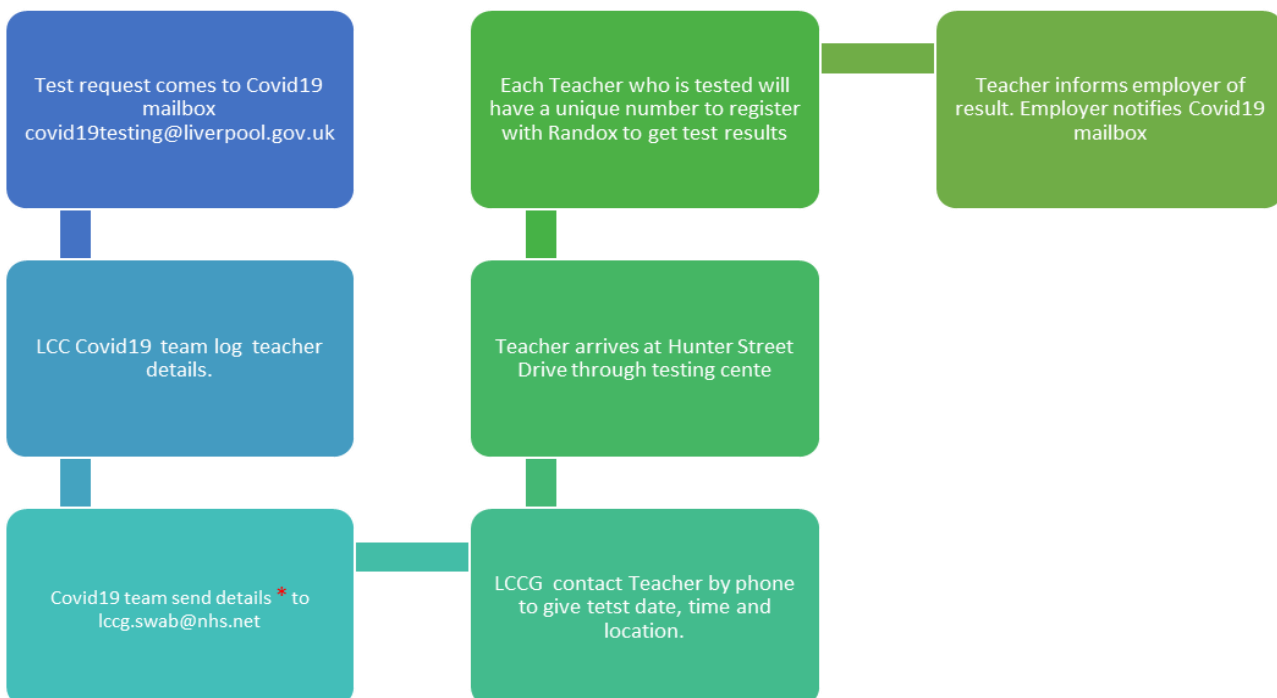 Test request comes to Covid19
mailbox
covid19testing@liverpool.gov.uk
LCC Covid19 team log teacher
details.
Covid19 team send details * to
lccg.swab@nhs.net
LCCG contact Teacher by phone
to give tetst date, time and
location.
Teacher arrives at Hunter Street
Drive through testing cente
Each Teacher who is tested will
have a unique number to register
with Randox to get test results
Teacher informs employer of
result. Employer notifies Covid19
mailbox